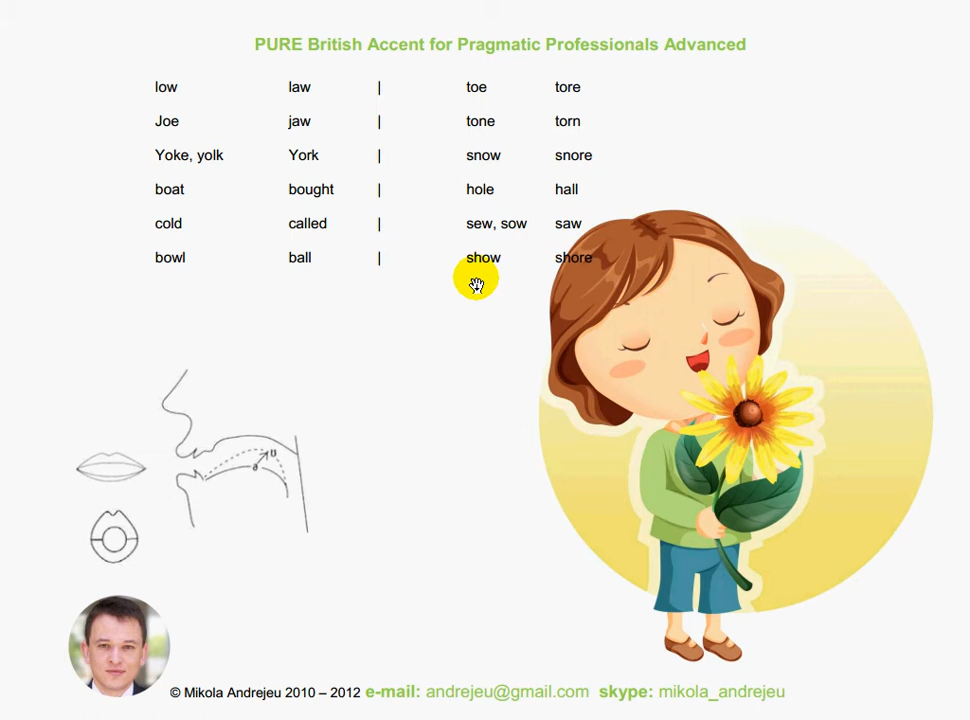 PURE British Accent for Pragmatic Professionals Advanced
low law | toe tore
Joe jaw | tone torn
Yoke, yolk York | snow snore
boat bought | hole hall
cold called | sew, sow saw
bowl ball | show shore
ə ʊ
© Mikola Andrejeu 2010 – 2012 e-mail: andrejeu@gmail.com skype: mikola_andrejeu